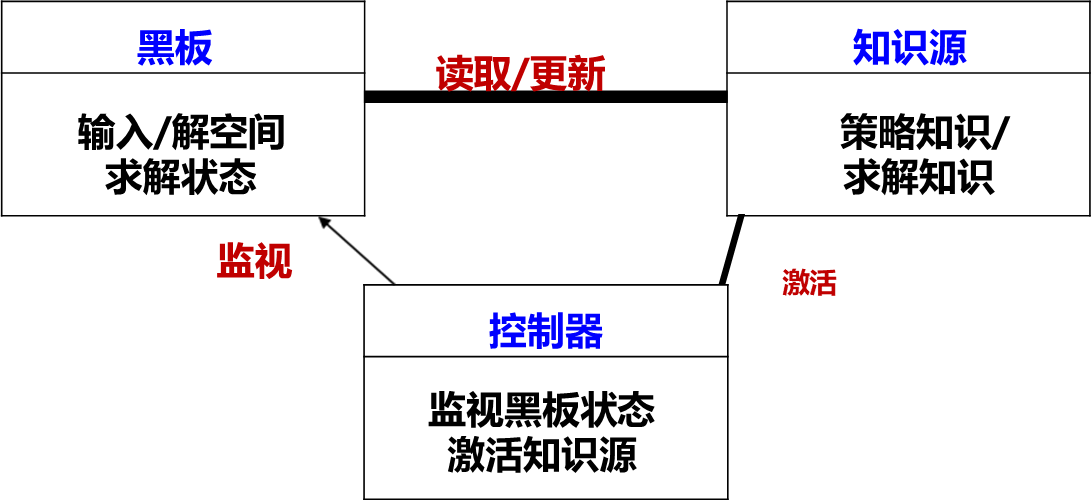 黑板
输入/解空间
求解状态
读取/更新
知识源
策略知识/
求解知识
监视
激活
控制器
监视黑板状态
激活知识源